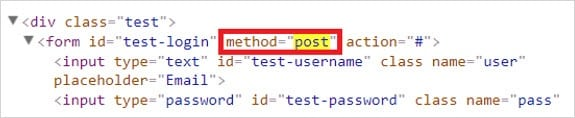 ▼<div class="test">
▼<form id="test-login" method="post" action="#">
<input type="text" id="test-username" class name="user"
placeholder="Email">
<input type="password" id="test-password" class name="pass"